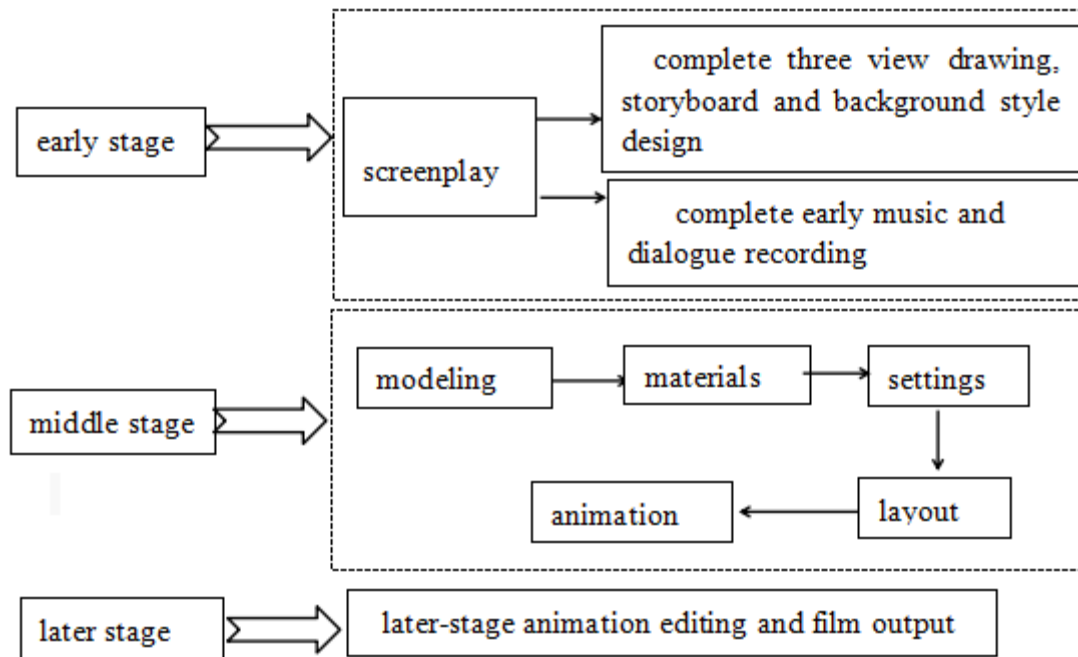 complete three view drawing,
storyboard and background style
design
early stage
screenplay
complete early music and
dialogue recording
modeling
materials
settings
middle stage
animation
layout
later stage
later-stage animation editing and film output